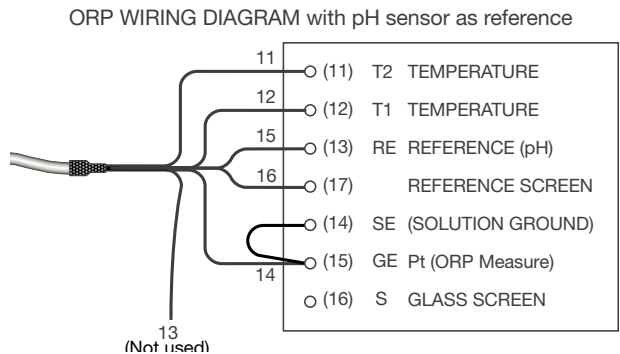 ORP WIRING DIAGRAM with pH sensor as reference
11 (11) T2 TEMPERATURE
12 (12) T1 TEMPERATURE
15 (13) RE REFERENCE (pH)
16 (17) REFERENCE SCREEN
(14) SE (SOLUTION GROUND)
14 (15) GE Pt (ORP Measure)
(16) S GLASS SCREEN
13
(Not used)